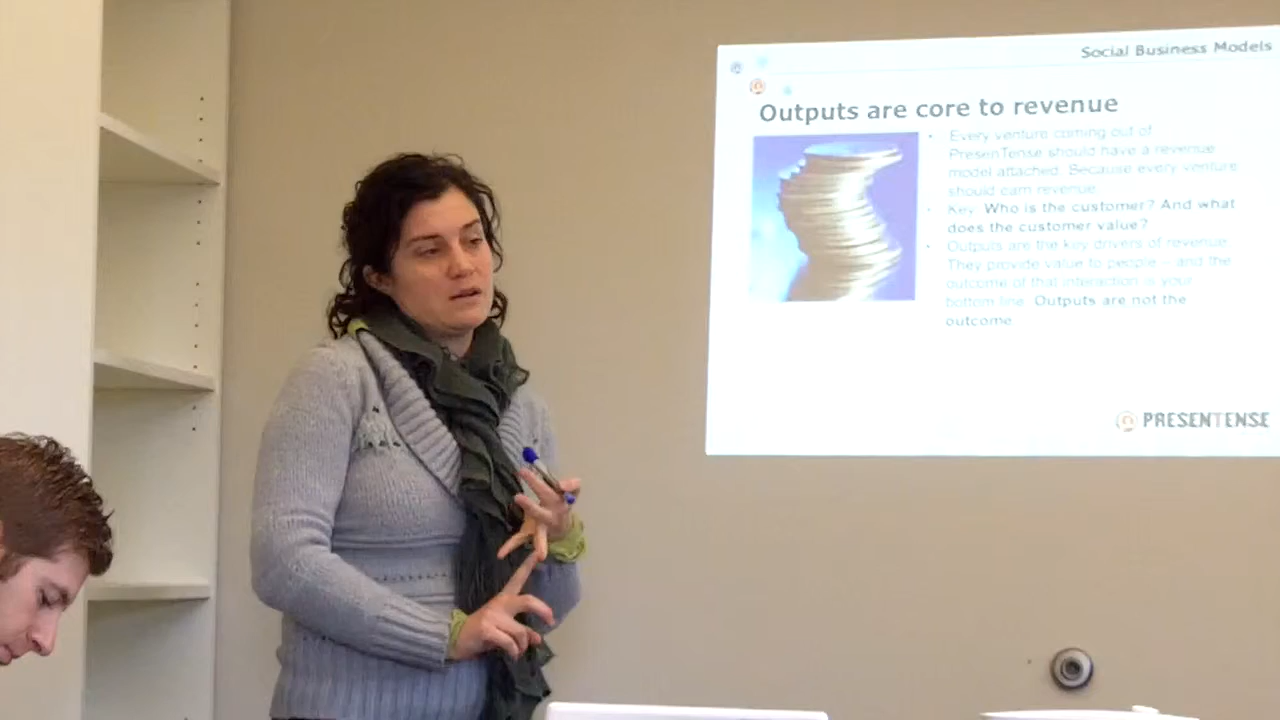 Social Business Models
Outputs are core to revenue
• Every venture coming out of
PresenTense should have a revenue
model attached. Because every venture
should earn revenue.
• Key: Who is the customer? And what
does the customer value?
• Outputs are the key drivers of revenue.
They provide value to people – and the
outcome of that interaction is your
bottom line. Outputs are not the
outcome.
PRESENTENSE